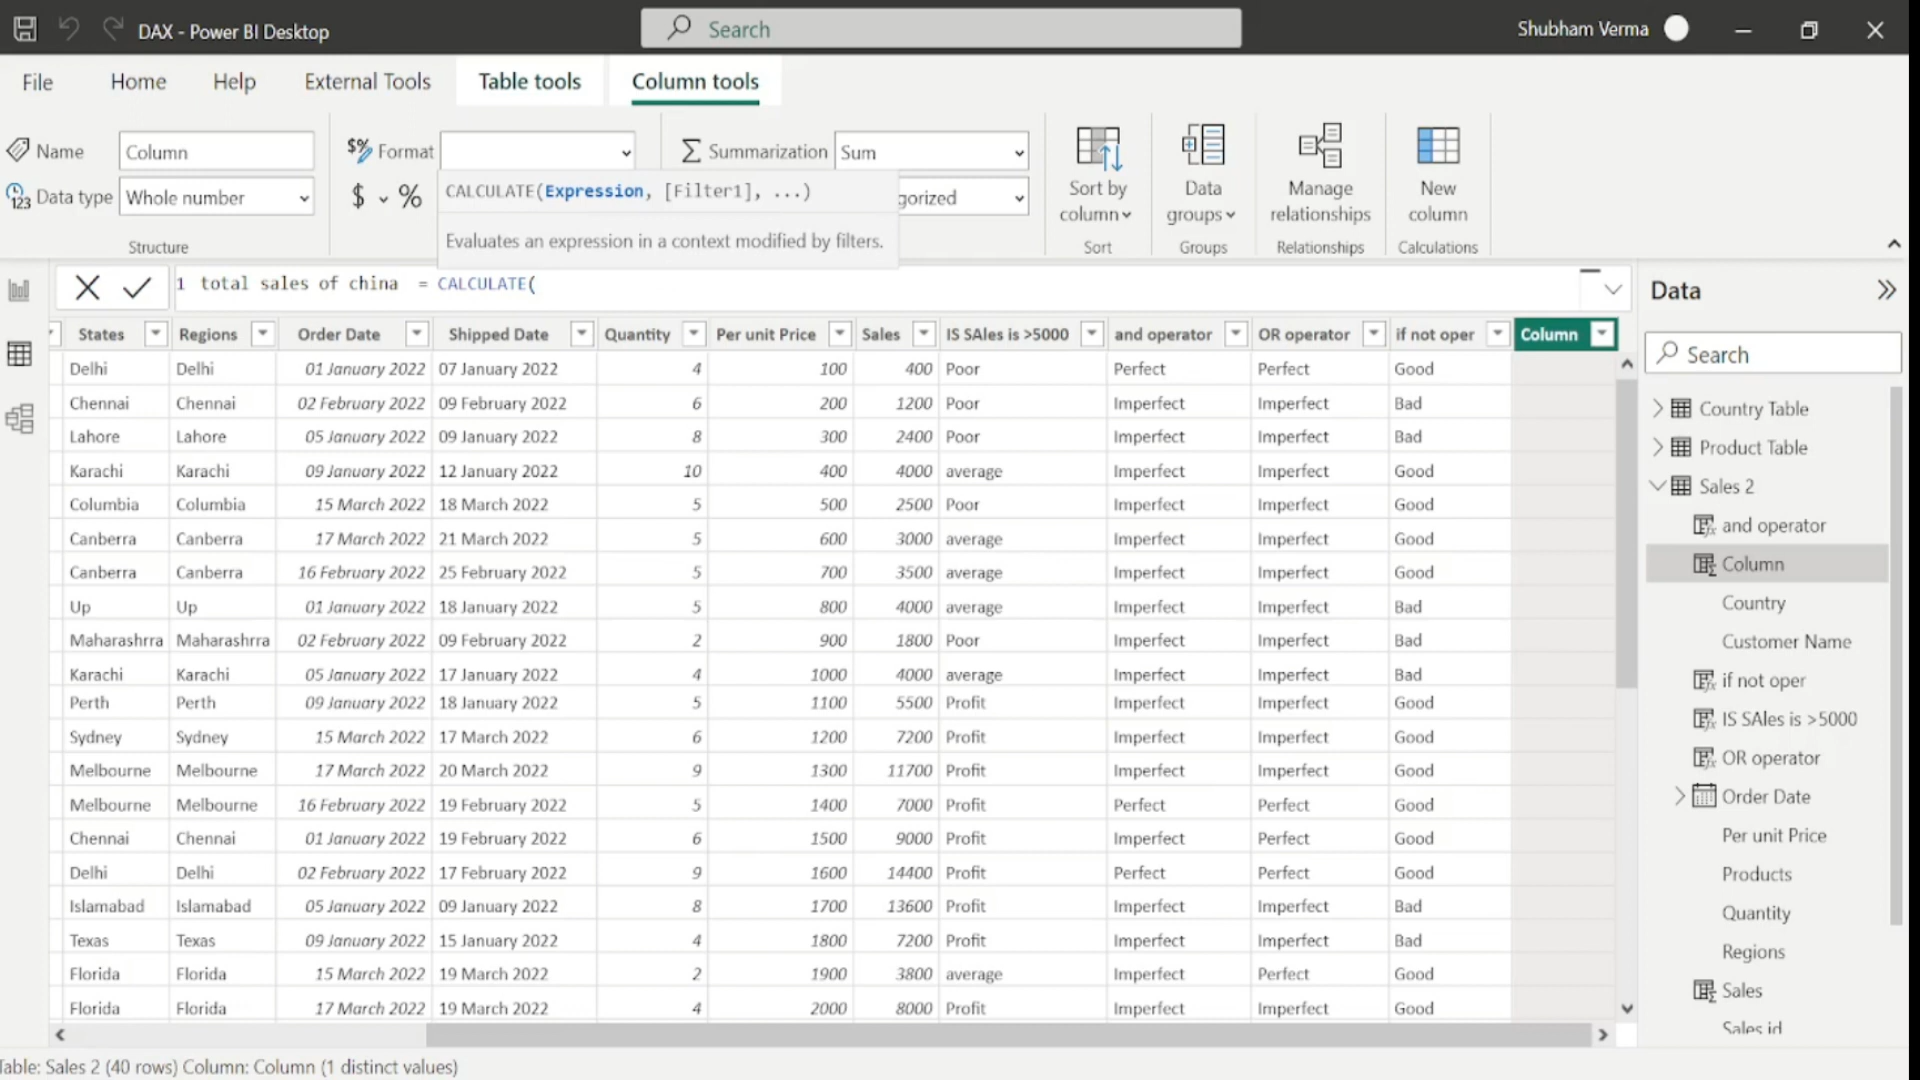 DAX - Power BI Desktop
Search
Shubham Verma
File Home Help External Tools Table tools Column tools
Name Column
Format
Summarization Sum
Data type Whole number
$ %
CALCULATE(Expression, [Filter1], ...)
gorized
Evaluates an expression in a context modified by filters.
Sort by column
Data groups
Manage relationships
New column
Structure
Sort
Groups
Relationships
Calculations
1 total sales of china = CALCULATE(
States Regions Order Date Shipped Date Quantity Per unit Price Sales IS SAles is >5000 and operator OR operator if not oper Column
Delhi Delhi 01 January 2022 07 January 2022 4 100 400 Poor Perfect Perfect Good
Chennai Chennai 02 February 2022 09 February 2022 6 200 1200 Poor Imperfect Imperfect Bad
Lahore Lahore 05 January 2022 09 January 2022 8 300 2400 Poor Imperfect Imperfect Bad
Karachi Karachi 09 January 2022 12 January 2022 10 400 4000 average Imperfect Imperfect Good
Columbia Columbia 15 March 2022 18 March 2022 5 500 2500 Poor Imperfect Imperfect Good
Canberra Canberra 17 March 2022 21 March 2022 5 600 3000 average Imperfect Imperfect Good
Canberra Canberra 16 February 2022 25 February 2022 5 700 3500 average Imperfect Imperfect Good
Up Up 01 January 2022 18 January 2022 5 800 4000 average Imperfect Imperfect Bad
Maharashrra Maharashrra 02 February 2022 09 February 2022 2 900 1800 Poor Imperfect Imperfect Bad
Karachi Karachi 05 January 2022 17 January 2022 4 1000 4000 average Imperfect Imperfect Bad
Perth Perth 09 January 2022 18 January 2022 5 1100 5500 Profit Imperfect Imperfect Good
Sydney Sydney 15 March 2022 17 March 2022 6 1200 7200 Profit Imperfect Imperfect Good
Melbourne Melbourne 17 March 2022 20 March 2022 9 1300 11700 Profit Imperfect Imperfect Good
Melbourne Melbourne 16 February 2022 19 February 2022 5 1400 7000 Profit Perfect Perfect Good
Chennai Chennai 01 January 2022 19 February 2022 6 1500 9000 Profit Imperfect Perfect Good
Delhi Delhi 02 February 2022 17 February 2022 9 1600 14400 Profit Perfect Perfect Good
Islamabad Islamabad 05 January 2022 09 January 2022 8 1700 13600 Profit Imperfect Imperfect Bad
Texas Texas 09 January 2022 15 January 2022 4 1800 7200 Profit Imperfect Imperfect Bad
Florida Florida 15 March 2022 19 March 2022 2 1900 3800 average Imperfect Perfect Good
Florida Florida 17 March 2022 19 March 2022 4 2000 8000 Profit Imperfect Imperfect Good
Table: Sales 2 (40 rows) Column: Column (1 distinct values)
Data
Search
Country Table
Product Table
Sales 2
and operator
Column
Country
Customer Name
if not oper
IS SAles is >5000
OR operator
Order Date
Per unit Price
Products
Quantity
Regions
Sales
Sales id